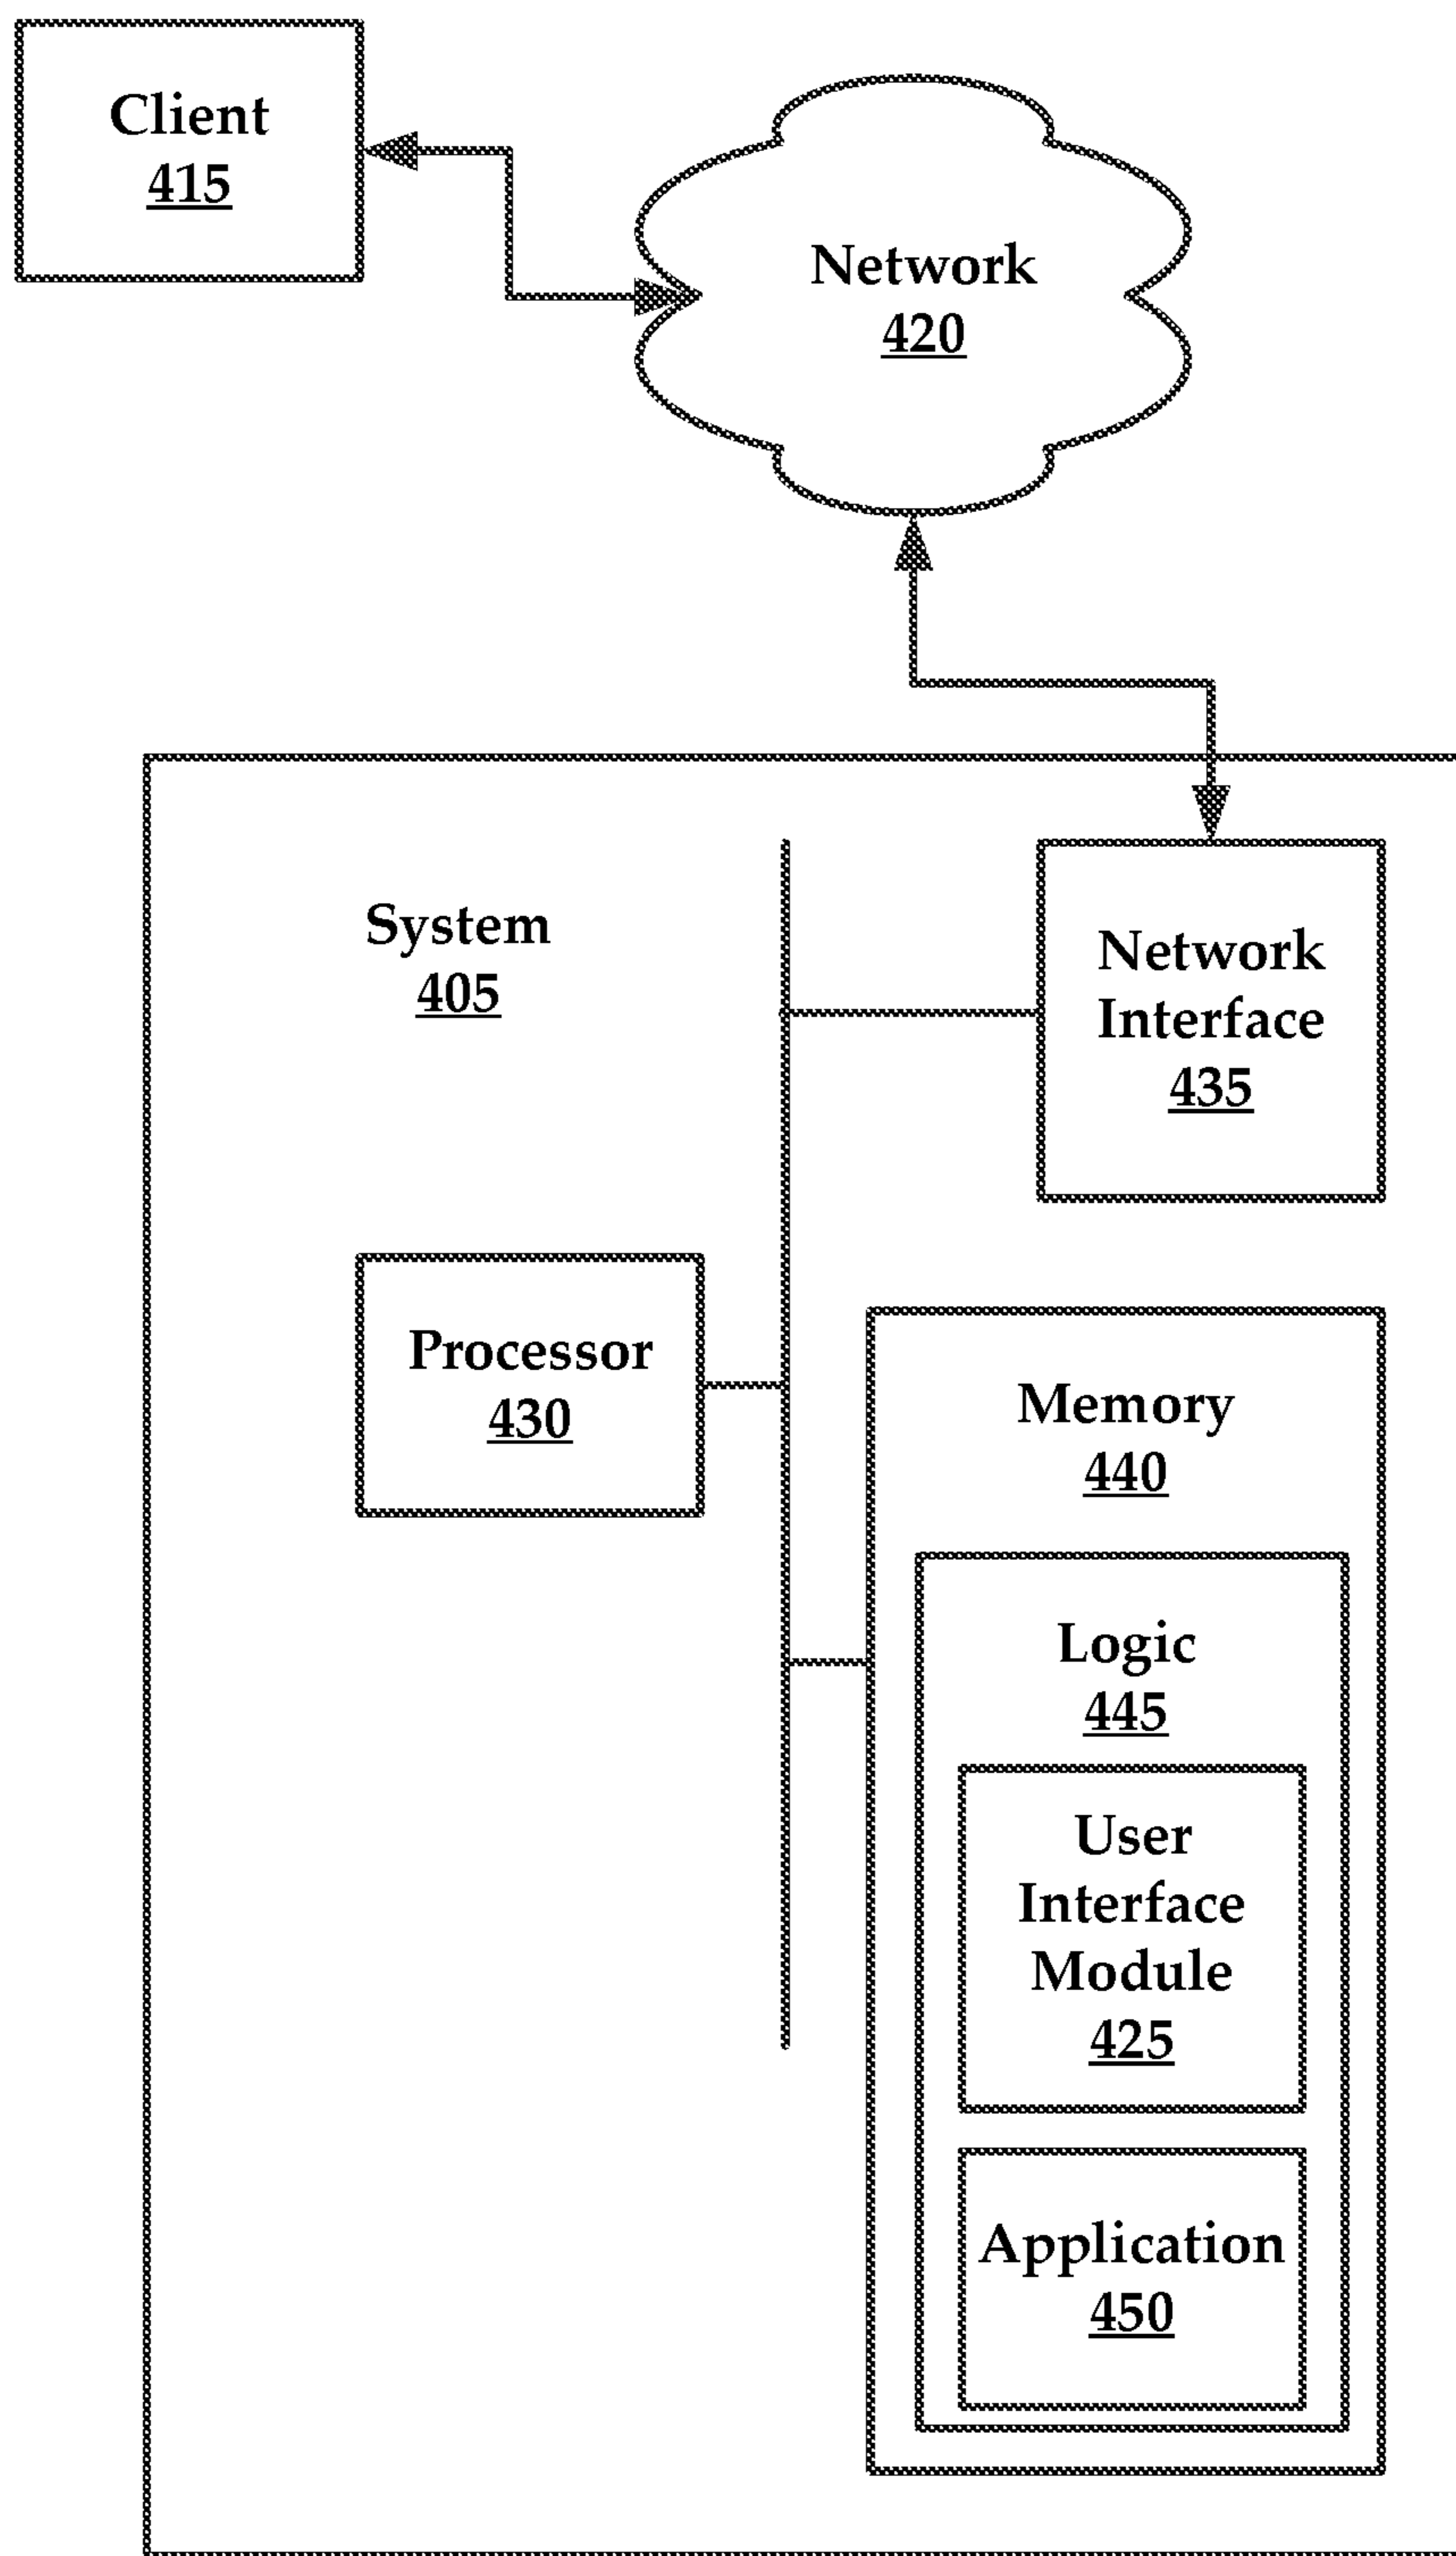 Client
415
Network
420
System
405
Network
Interface
435
Processor
430
Memory
440
Logic
445
User
Interface
Module
425
Application
450